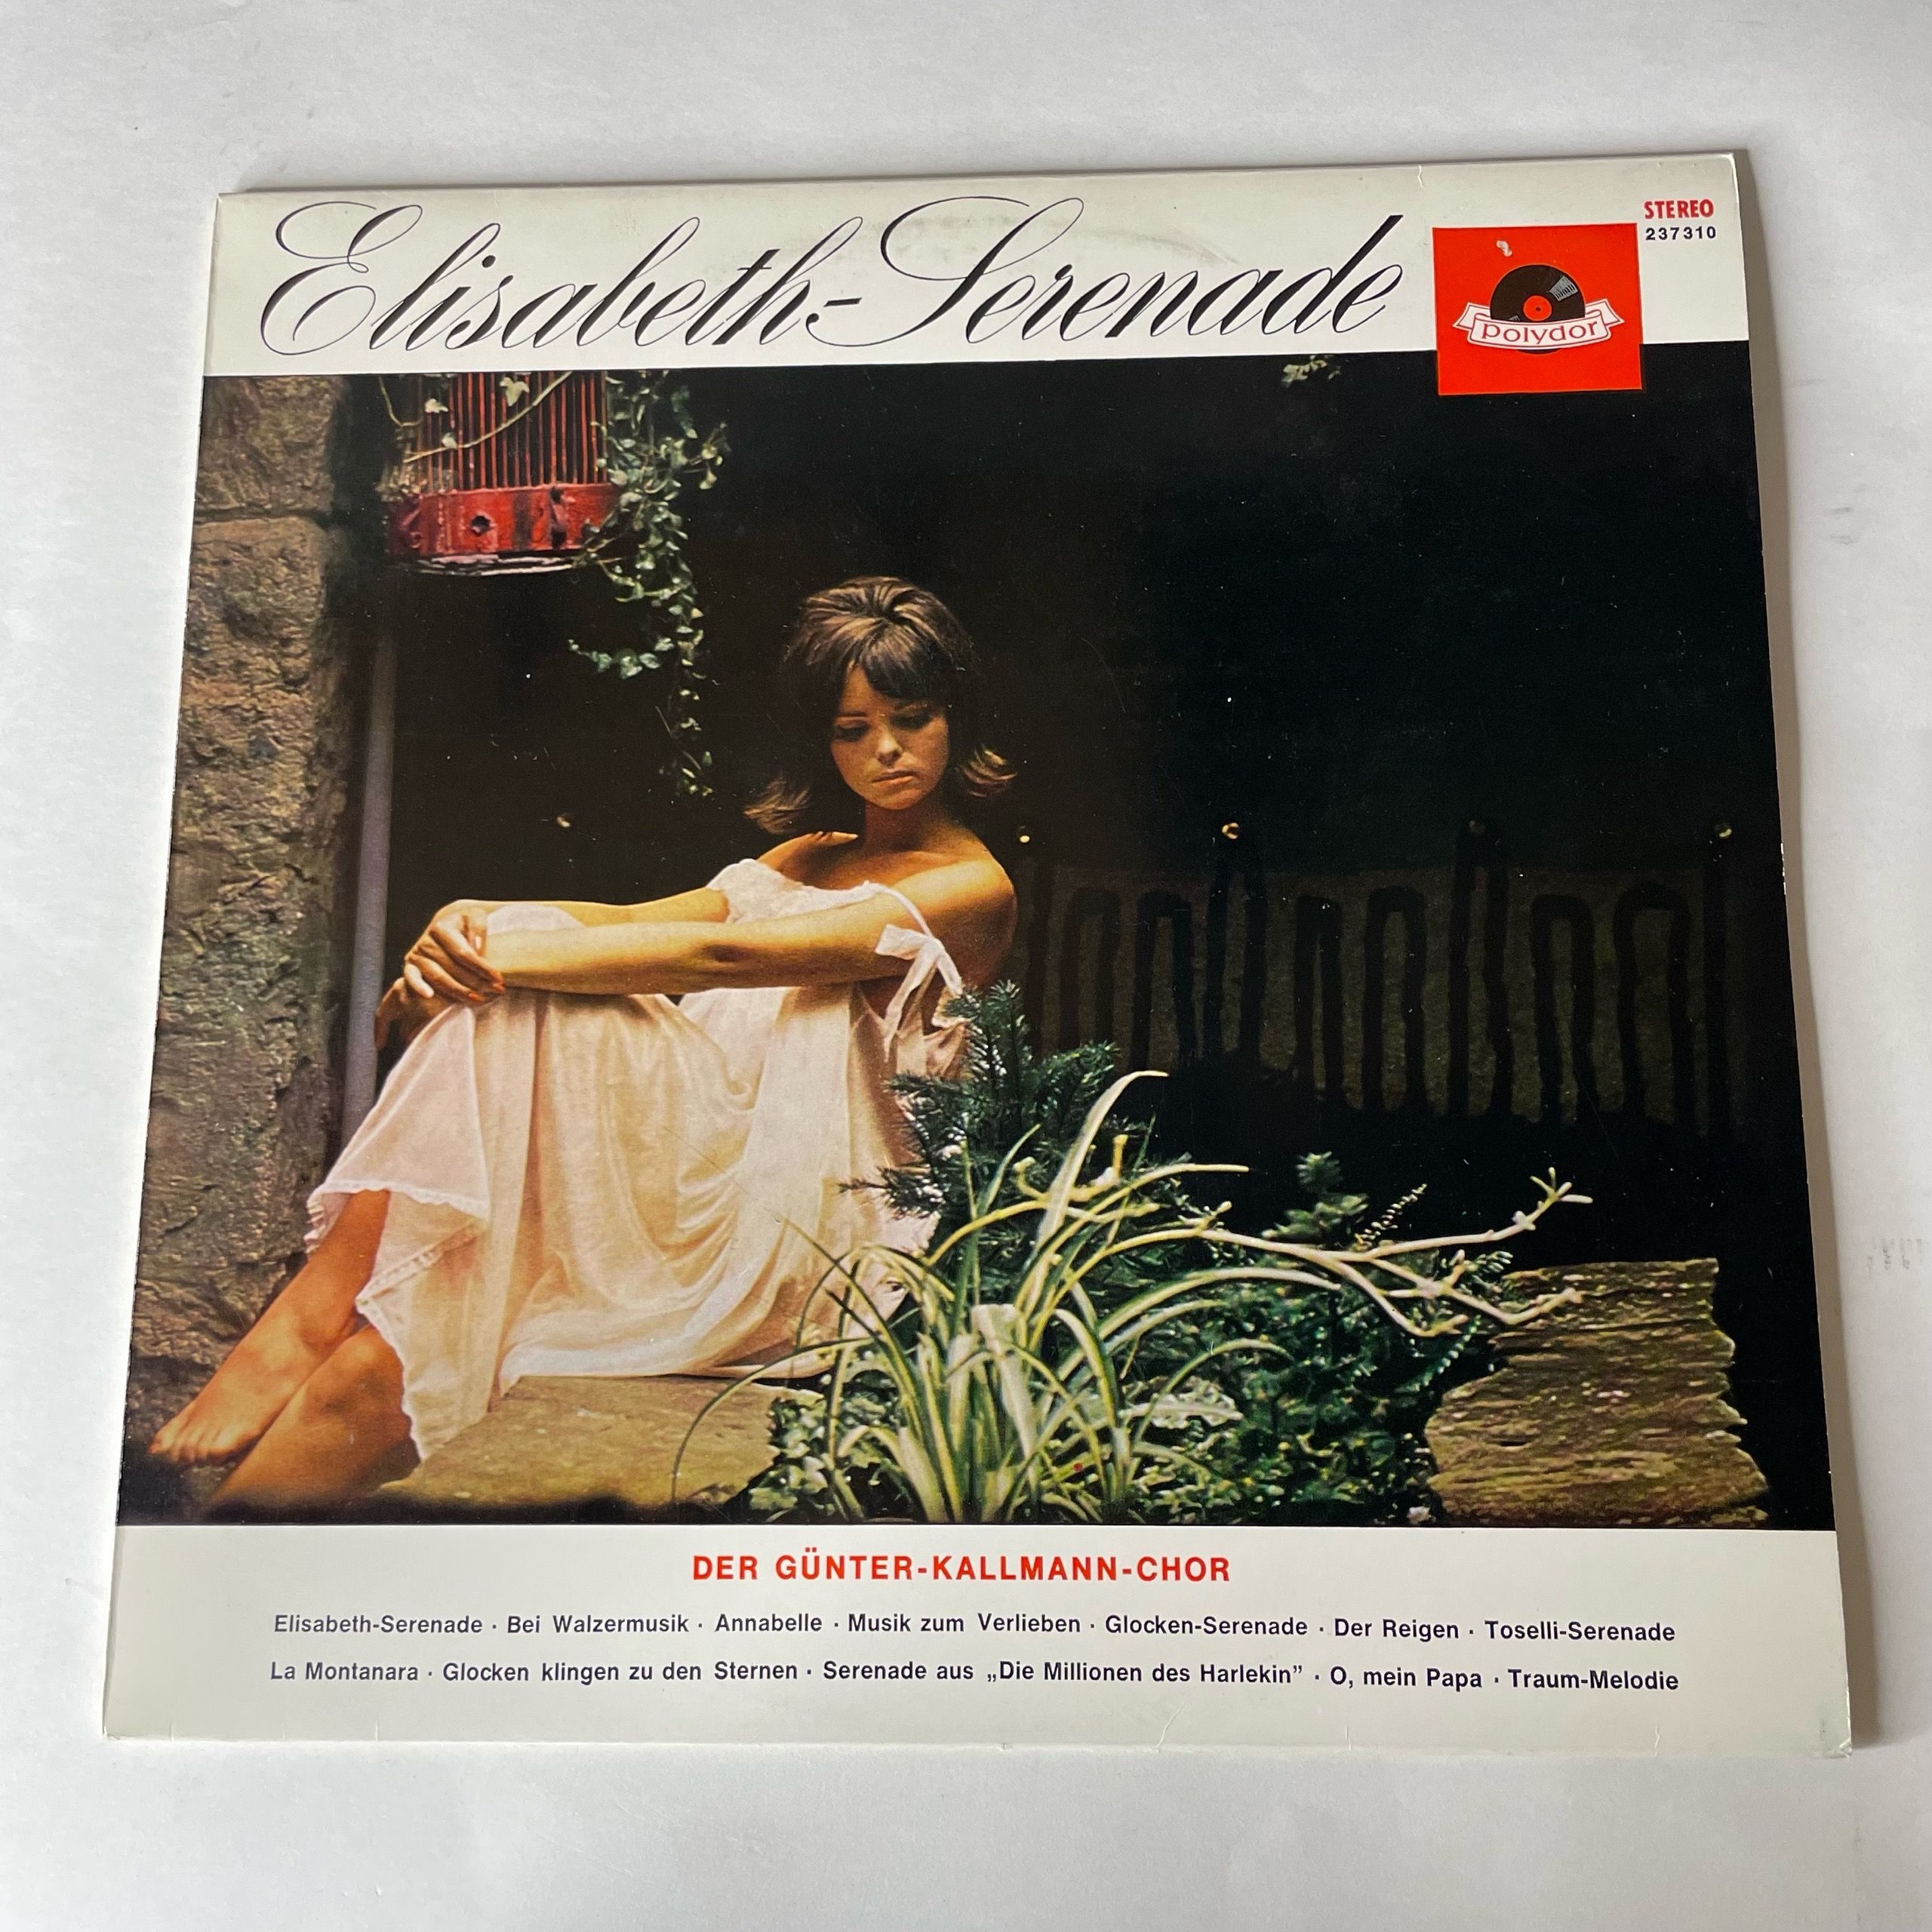 Elisabeth-Serenade
STEREO
237310
polydor
DER GÜNTER-KALLMANN-CHOR
Elisabeth-Serenade · Bei Walzermusik · Annabelle · Musik zum Verlieben · Glocken-Serenade · Der Reigen · Toselli-Serenade
La Montanara · Glocken klingen zu den Sternen · Serenade aus „Die Millionen des Harlekin” · O, mein Papa · Traum-Melodie